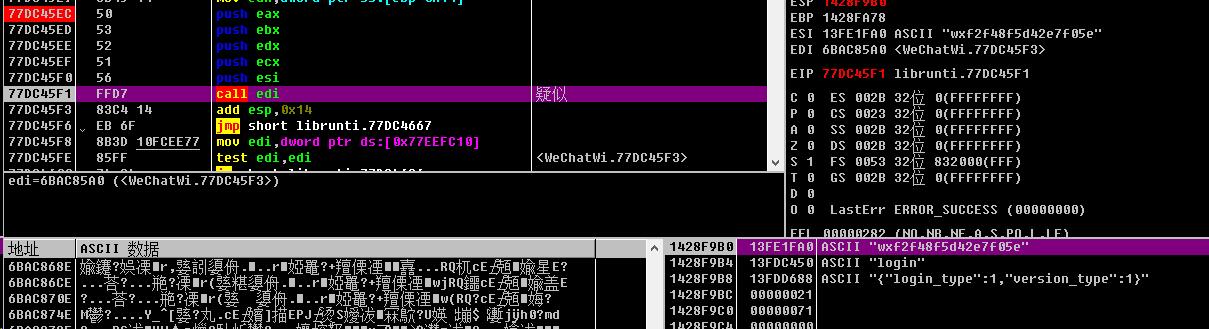 77DC45EC 50 push eax
77DC45ED 53 push ebx
77DC45EE 52 push edx
77DC45EF 51 push ecx
77DC45F0 56 push esi
77DC45F1 FFD7 call edi 疑似
77DC45F3 83C4 14 add esp,0x14
77DC45F6 EB 6F jmp short librunti.77DC4667
77DC45F8 8B3D 10FCEE77 mov edi,dword ptr ds:[0x77EEFC10]
77DC45FE 85FF test edi,edi <WeChatWi.77DC45F3>
edi=6BAC85A0 (<WeChatWi.77DC45F3>)
ESP 1428F9B0
EBP 1428FA78
ESI 13FE1FA0 ASCII "wxf2f48f5d42e7f05e"
EDI 6BAC85A0 <WeChatWi.77DC45F3>
EIP 77DC45F1 librunti.77DC45F1
C 0 ES 002B 32位 0(FFFFFFFF)
P 0 CS 0023 32位 0(FFFFFFFF)
A 0 SS 002B 32位 0(FFFFFFFF)
Z 0 DS 002B 32位 0(FFFFFFFF)
S 1 FS 0053 32位 832000(FFF)
T 0 GS 002B 32位 0(FFFFFFFF)
D 0
O 0 LastErr ERROR_SUCCESS (00000000)
EFL 00000282 (NO,NB,NE,A,S,PO,L,LE)
地址 ASCII 数据
6BAC868E
6BAC86CE
6BAC870E
6BAC874E
1428F9B0 13FE1FA0 ASCII "wxf2f48f5d42e7f05e"
1428F9B4 13FDC450 ASCII "login"
1428F9B8 13FDD688 ASCII "{"login_type":1,"version_type":1}"
1428F9BC 00000021
1428F9C0 00000071
1428F9C4 00000000